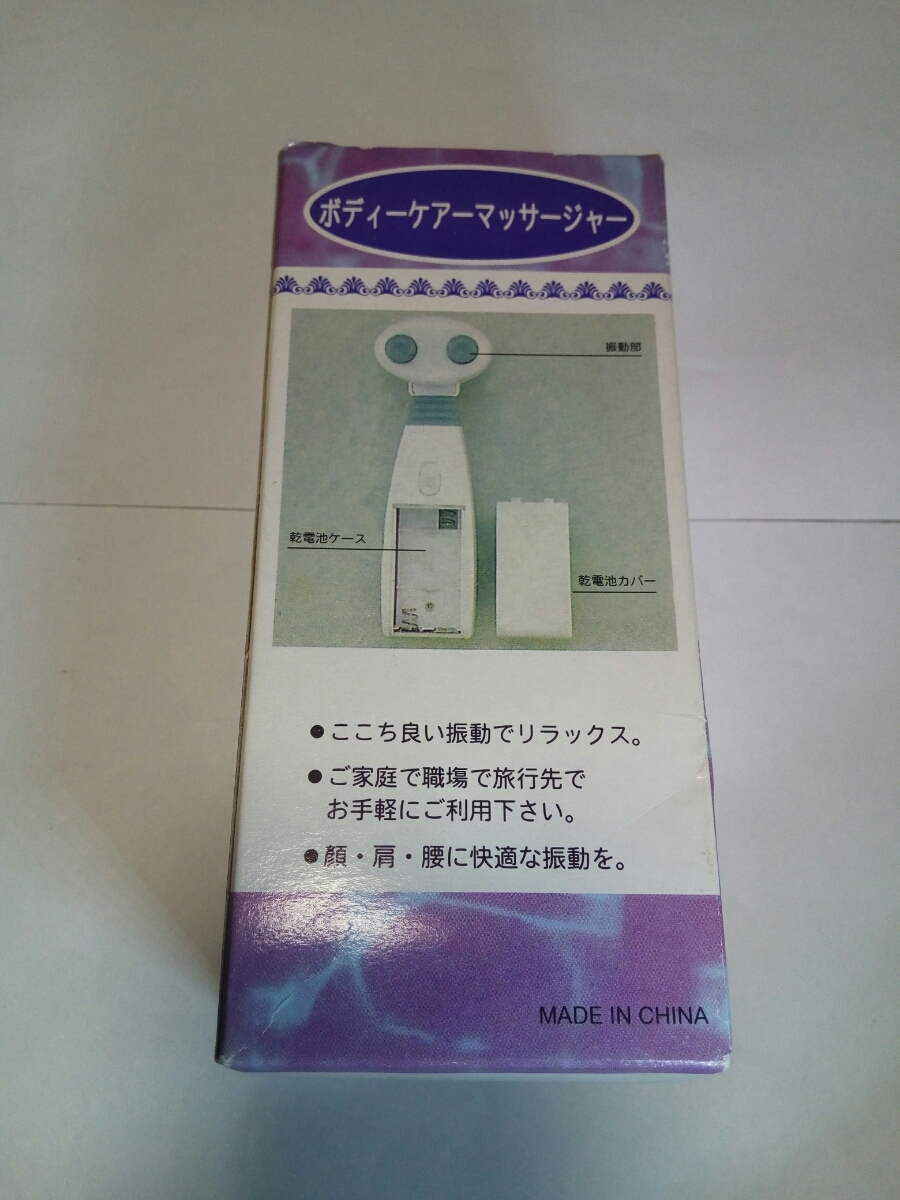 ボディーケアーマッサージャー
振動部
乾電池ケース
乾電池カバー
●ここち良い振動でリラックス。
●ご家庭で職場で旅行先で
お手軽にご利用下さい。
●顔・肩・腰に快適な振動を。
MADE IN CHINA